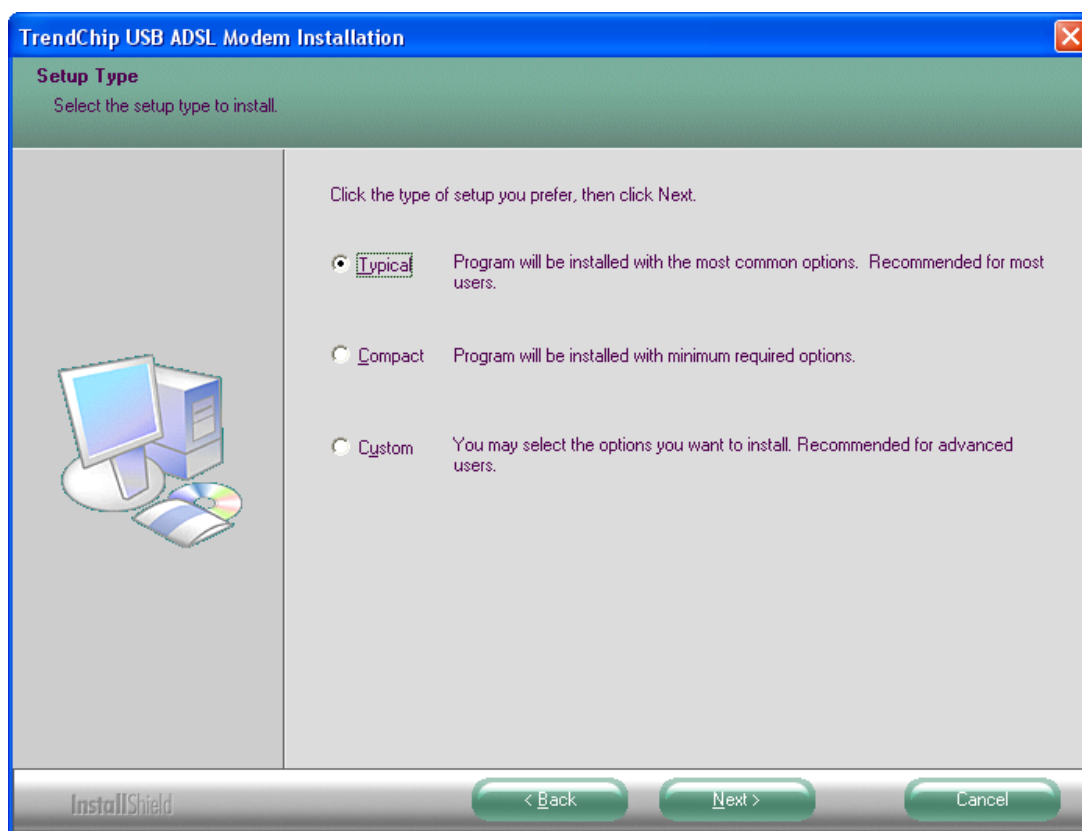 TrendChip USB ADSL Modem Installation
Setup Type
Select the setup type to install.
Click the type of setup you prefer, then click Next.
Typical
Program will be installed with the most common options.  Recommended for most
users.
Compact
Program will be installed with minimum required options.
Custom
You may select the options you want to install. Recommended for advanced
users.
InstallShield
< Back
Next >
Cancel